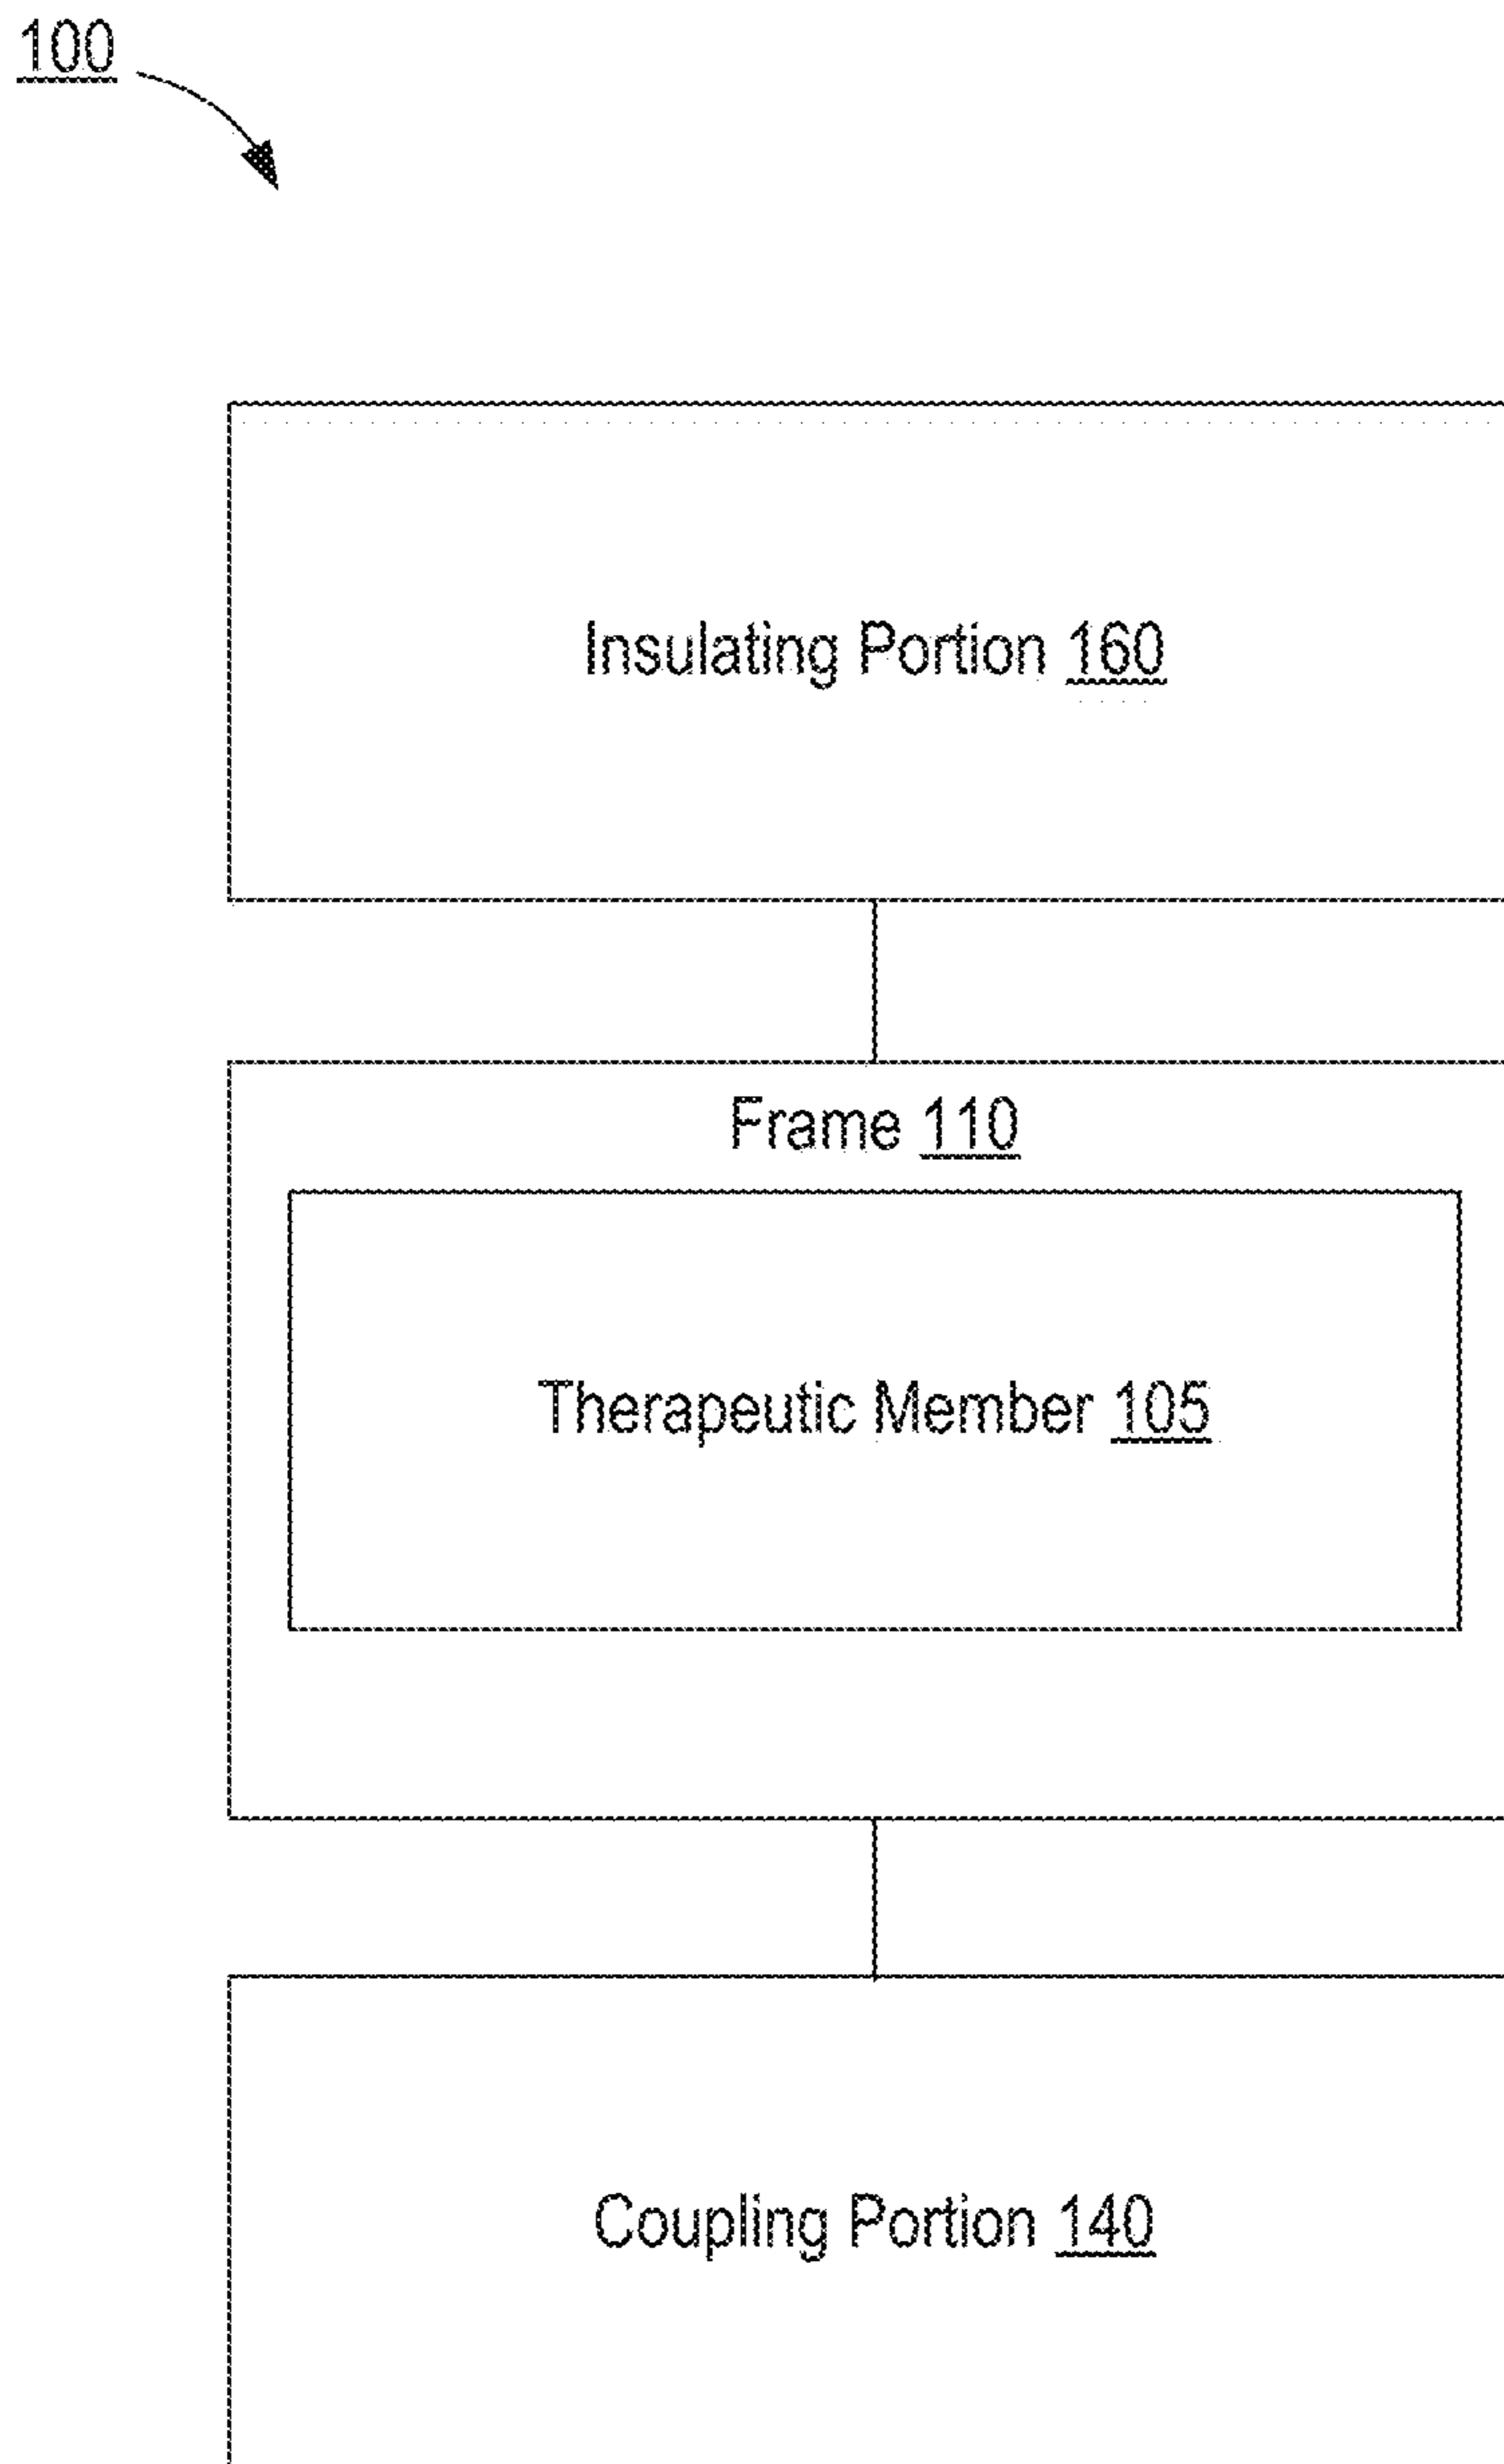 100
Insulating Portion 160
Frame 110
Therapeutic Member 105
Coupling Portion 140